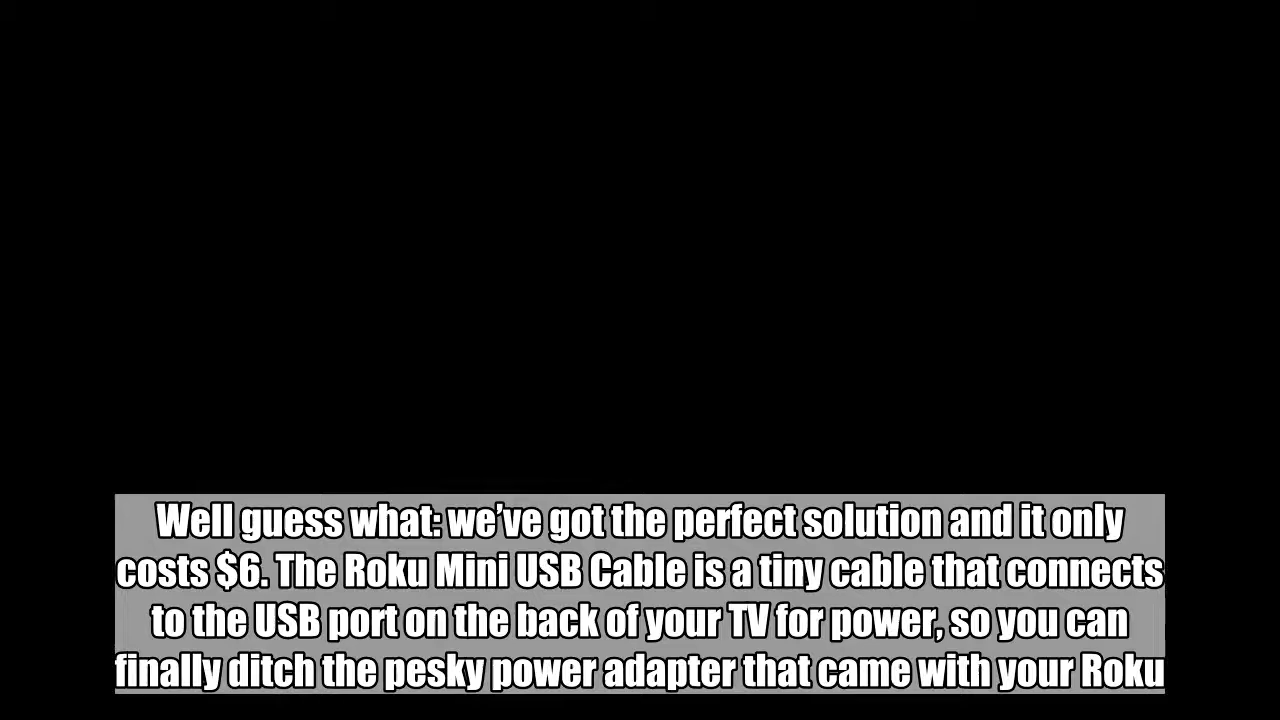 Well guess what: we’ve got the perfect solution and it only
costs $6. The Roku Mini USB Cable is a tiny cable that connects
to the USB port on the back of your TV for power, so you can
finally ditch the pesky power adapter that came with your Roku